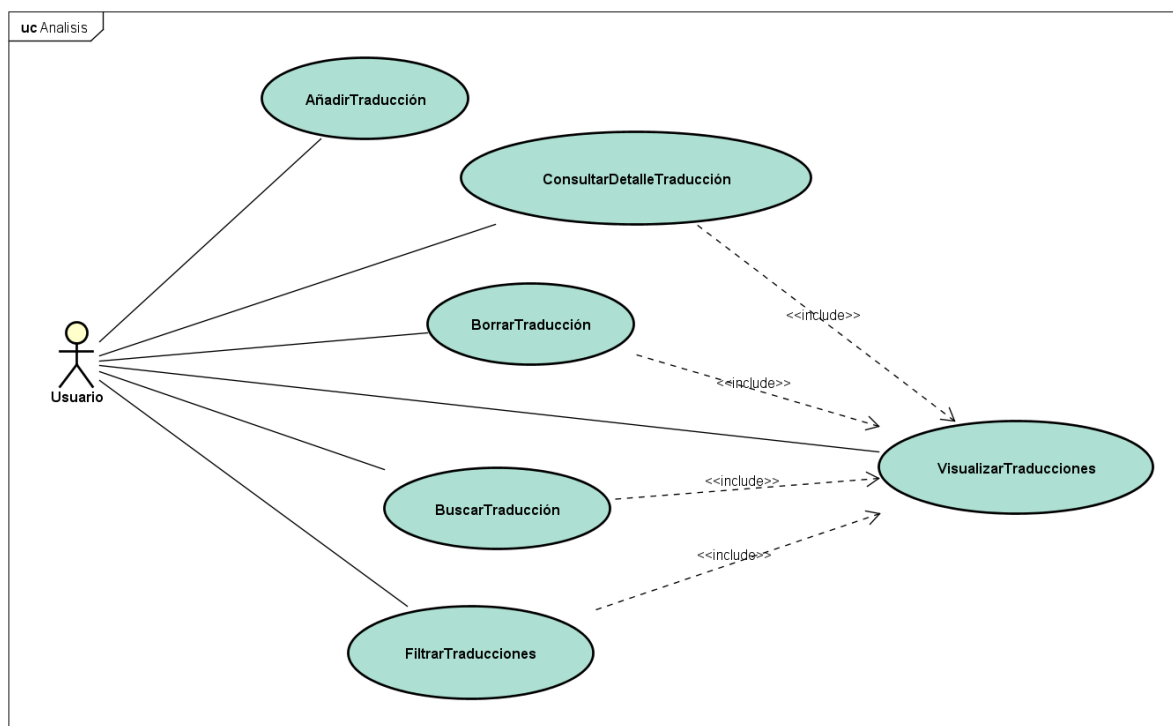 uc Analisis
AñadirTraducción
ConsultarDetalleTraducción
<<include>>
BorrarTraducción
<<include>>
Usuario
VisualizarTraducciones
<<include>>
BuscarTraducción
<<include>>
FiltrarTraducciones